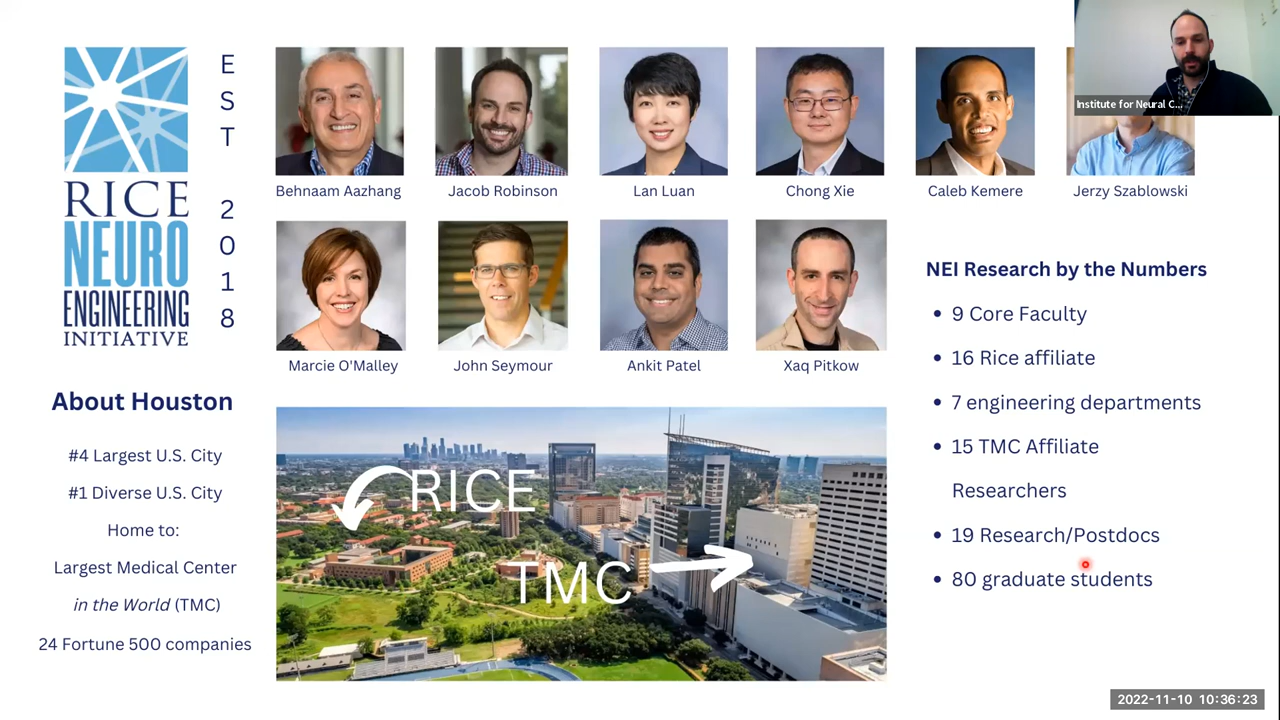 RICE
NEURO
ENGINEERING
INITIATIVE
E
S
T
2
0
1
8
Behnaam Aazhang
Jacob Robinson
Lan Luan
Chong Xie
Caleb Kemere
Jerzy Szablowski
Institute for Neural C...
Marcie O'Malley
John Seymour
Ankit Patel
Xaq Pitkow
About Houston
#4 Largest U.S. City
#1 Diverse U.S. City
Home to:
Largest Medical Center
in the World (TMC)
24 Fortune 500 companies
RICE
TMC
NEI Research by the Numbers
• 9 Core Faculty
• 16 Rice affiliate
• 7 engineering departments
• 15 TMC Affiliate
Researchers
• 19 Research/Postdocs
• 80 graduate students
2022-11-10 10:36:23